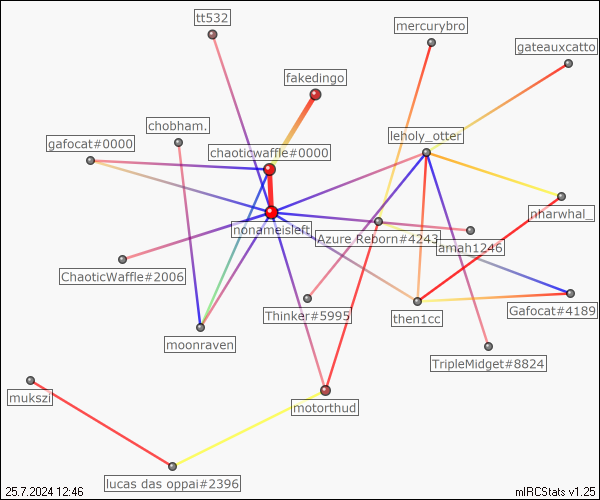 tt532
mercurybro
gateauxcatto
fakedingo
chobham.
leholy_otter
gafocat#0000
chaoticwaffle#0000
nharwhal_
nonameisleft
Azure Reborn#4243
amah1246
ChaoticWaffle#2006
Thinker#5995
then1cc
Gafocat#4189
moonraven
TripleMidget#8824
mukszi
motorthud
lucas das oppai#2396
25.7.2024 12:46
mIRCStats v1.25